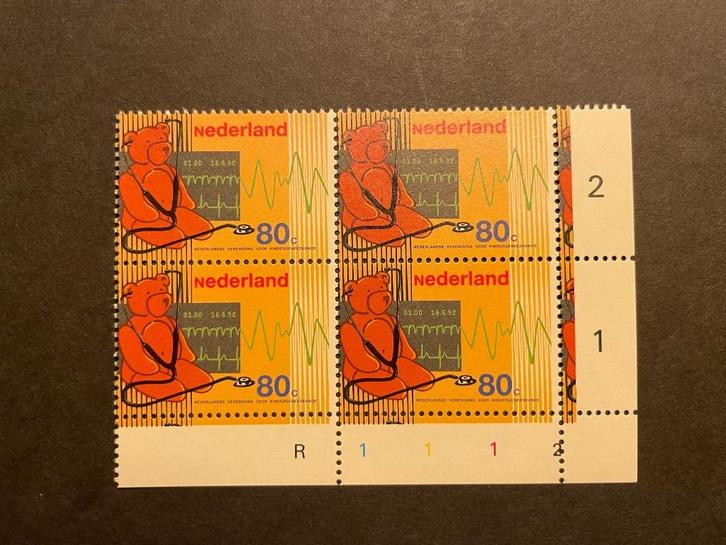 Nederland
01.00 16.6.92
80c
NEDERLANDSE VERENIGING VOOR KINDERGENEESKUNDE
Nederland
01.00 16.6.92
80c
NEDERLANDSE VERENIGING VOOR KINDERGENEESKUNDE
2
Nederland
01.00 16.6.92
80c
NEDERLANDSE VERENIGING VOOR KINDERGENEESKUNDE
Nederland
01.00 16.6.92
80c
NEDERLANDSE VERENIGING VOOR KINDERGENEESKUNDE
1
R 1 1 1 2